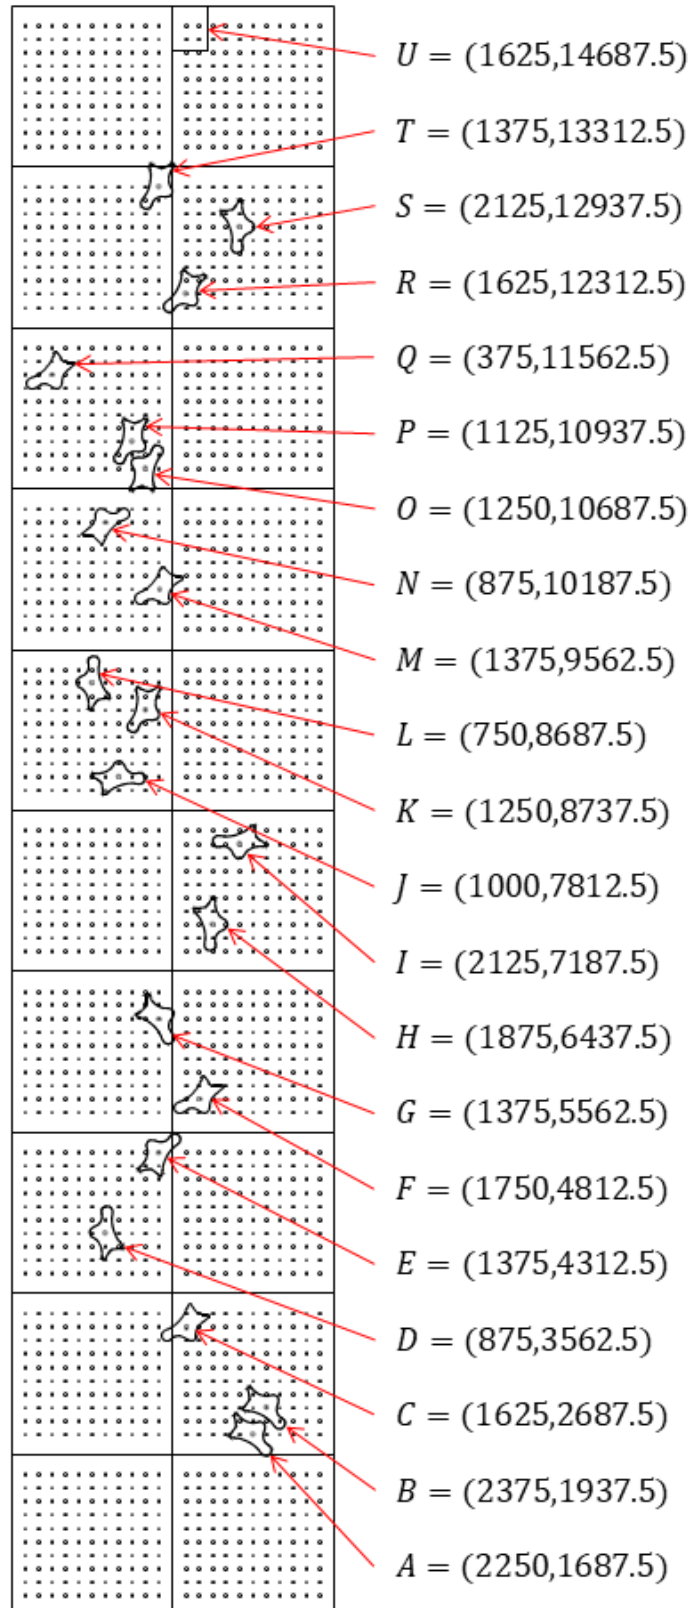 U = (1625,14687.5)
T = (1375,13312.5)
S = (2125,12937.5)
R = (1625,12312.5)
Q = (375,11562.5)
P = (1125,10937.5)
O = (1250,10687.5)
N = (875,10187.5)
M = (1375,9562.5)
L = (750,8687.5)
K = (1250,8737.5)
J = (1000,7812.5)
I = (2125,7187.5)
H = (1875,6437.5)
G = (1375,5562.5)
F = (1750,4812.5)
E = (1375,4312.5)
D = (875,3562.5)
C = (1625,2687.5)
B = (2375,1937.5)
A = (2250,1687.5)